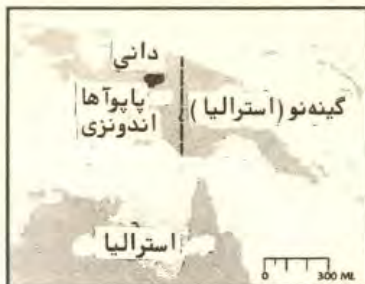 داني
پاپوآها
اندونزی
گینه‌نو (استرالیا)
استرالیا
0 300 ML